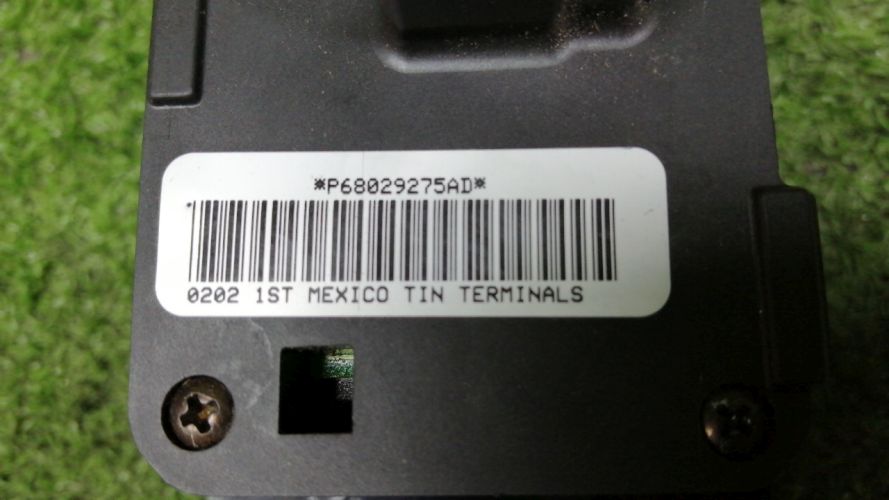 *P68029275AD*
0202 1ST MEXICO TIN TERMINALS